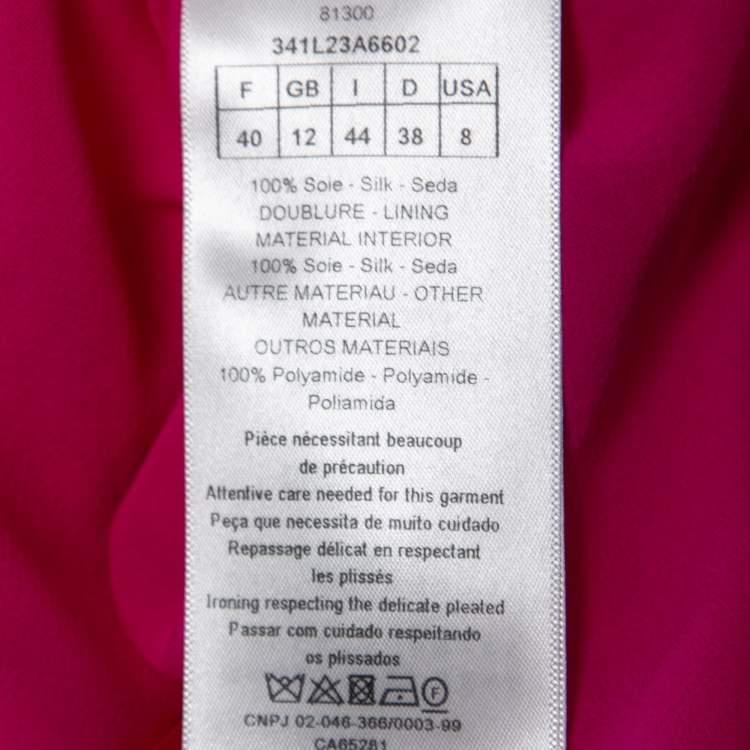 81300
341L23A6602
F GB I D USA
40 12 44 38 8
100% Soie - Silk - Seda
DOUBLURE - LINING
MATERIAL INTERIOR
100% Soie - Silk - Seda
AUTRE MATERIAU - OTHER
MATERIAL
OUTROS MATERIAIS
100% Polyamide - Polyamide -
Poliamida
Pièce nécessitant beaucoup
de précaution
Attentive care needed for this garment
Peça que necessita de muito cuidado
Repassage délicat en respectant
les plissés
Ironing respecting the delicate pleated
Passar com cuidado respeitando
os plissados
F
CNPJ 02-046-366/0003-99
CA65281